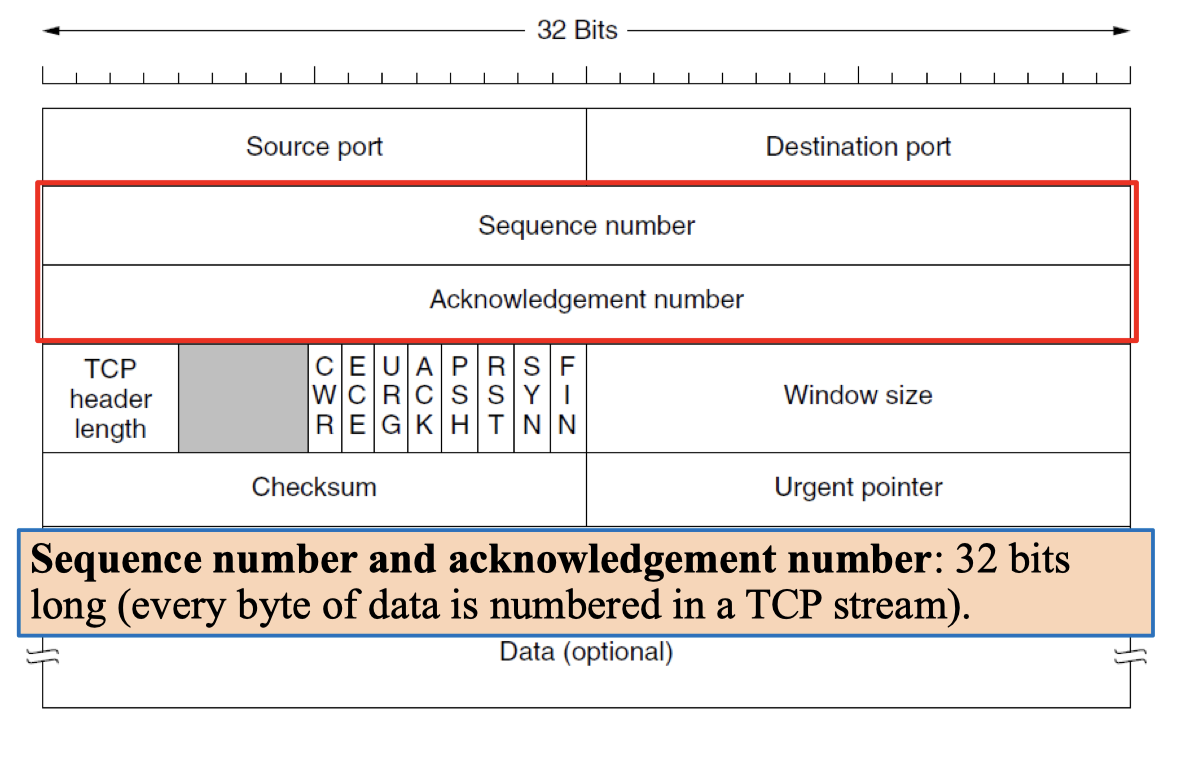 32 Bits
Source port
Destination port
Sequence number
Acknowledgement number
TCP
header
length
CWR
ECE
URG
ACK
PSH
RST
SYN
FIN
Window size
Checksum
Urgent pointer
Sequence number and acknowledgement number: 32 bits
long (every byte of data is numbered in a TCP stream).
Data (optional)